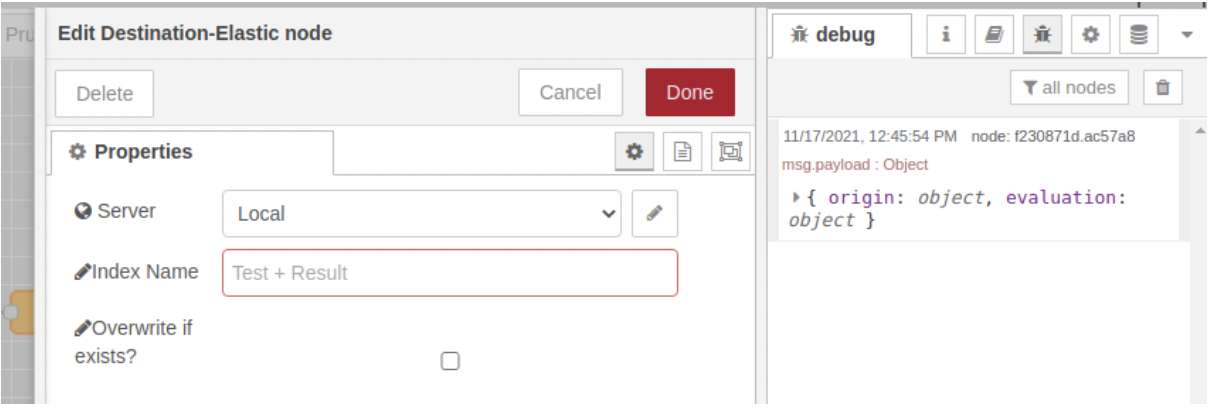 Pru
Edit Destination-Elastic node
Delete
Cancel
Done
Properties
Server
Local
Index Name
Test + Result
Overwrite if
exists?
debug
i
all nodes
11/17/2021, 12:45:54 PM node: f230871d.ac57a8
msg.payload : Object
{ origin: object, evaluation:
object }